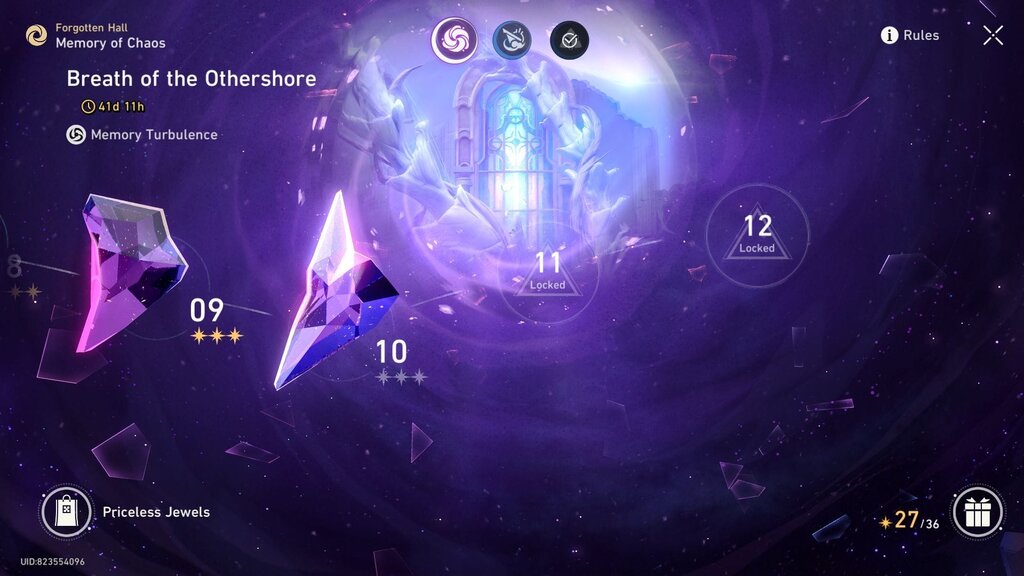 Forgotten Hall
Memory of Chaos
Rules
Breath of the Othershore
41d 11h
Memory Turbulence
12
Locked
11
Locked
8
09
10
Priceless Jewels
27/36
UID:823554096